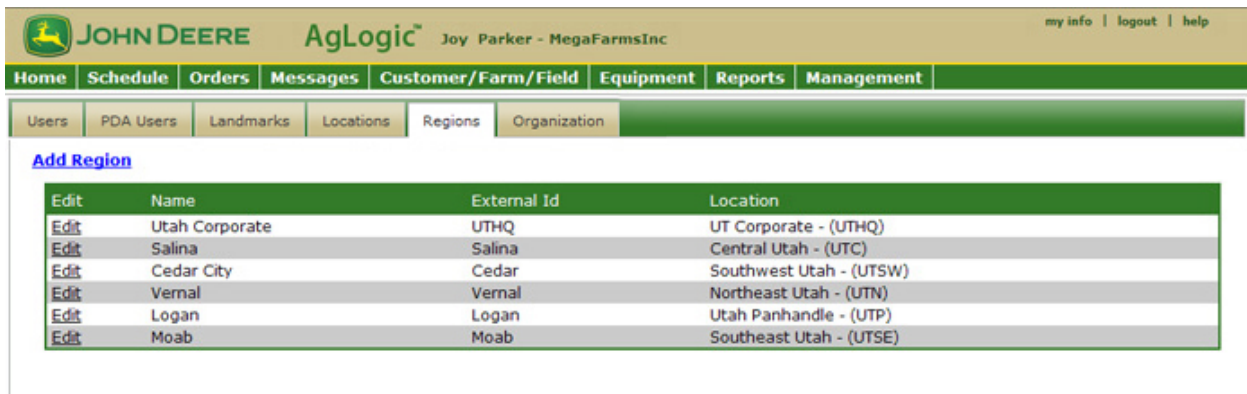 my info | logout | help
JOHN DEERE AgLogic™ Joy Parker - MegaFarmsInc
Home Schedule Orders Messages Customer/Farm/Field Equipment Reports Management
Users PDA Users Landmarks Locations Regions Organization
Add Region
Edit Name External Id Location
Edit Utah Corporate UTHQ UT Corporate - (UTHQ)
Edit Salina Salina Central Utah - (UTC)
Edit Cedar City Cedar Southwest Utah - (UTSW)
Edit Vernal Vernal Northeast Utah - (UTN)
Edit Logan Logan Utah Panhandle - (UTP)
Edit Moab Moab Southeast Utah - (UTSE)